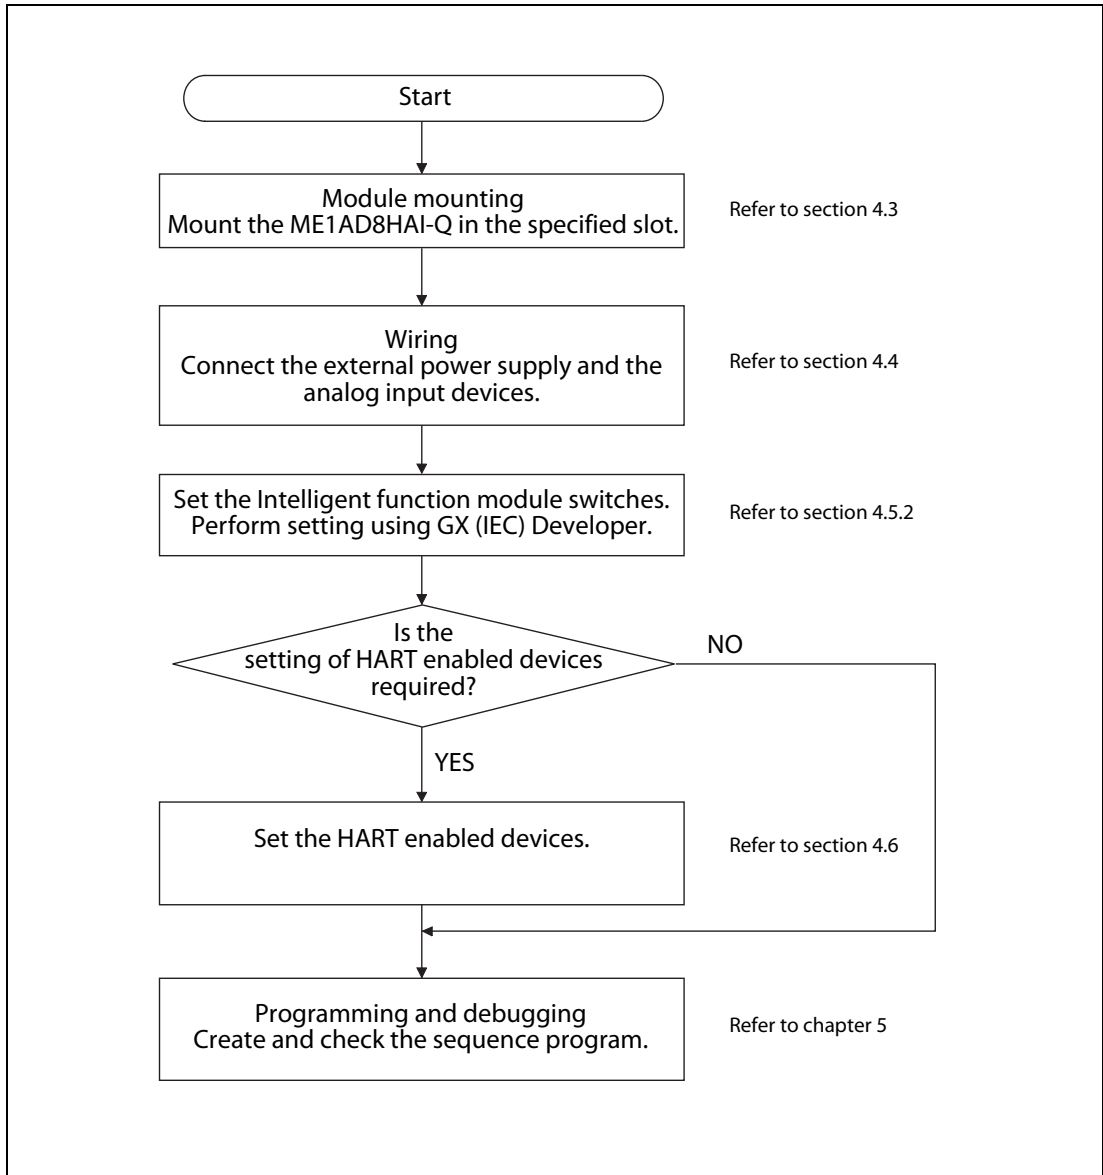 Start
Module mounting
Mount the ME1AD8HAI-Q in the specified slot.
Refer to section 4.3
Wiring
Connect the external power supply and the
analog input devices.
Refer to section 4.4
Set the Intelligent function module switches.
Perform setting using GX (IEC) Developer.
Refer to section 4.5.2
Is the
setting of HART enabled devices
required?
NO
YES
Set the HART enabled devices.
Refer to section 4.6
Programming and debugging
Create and check the sequence program.
Refer to chapter 5